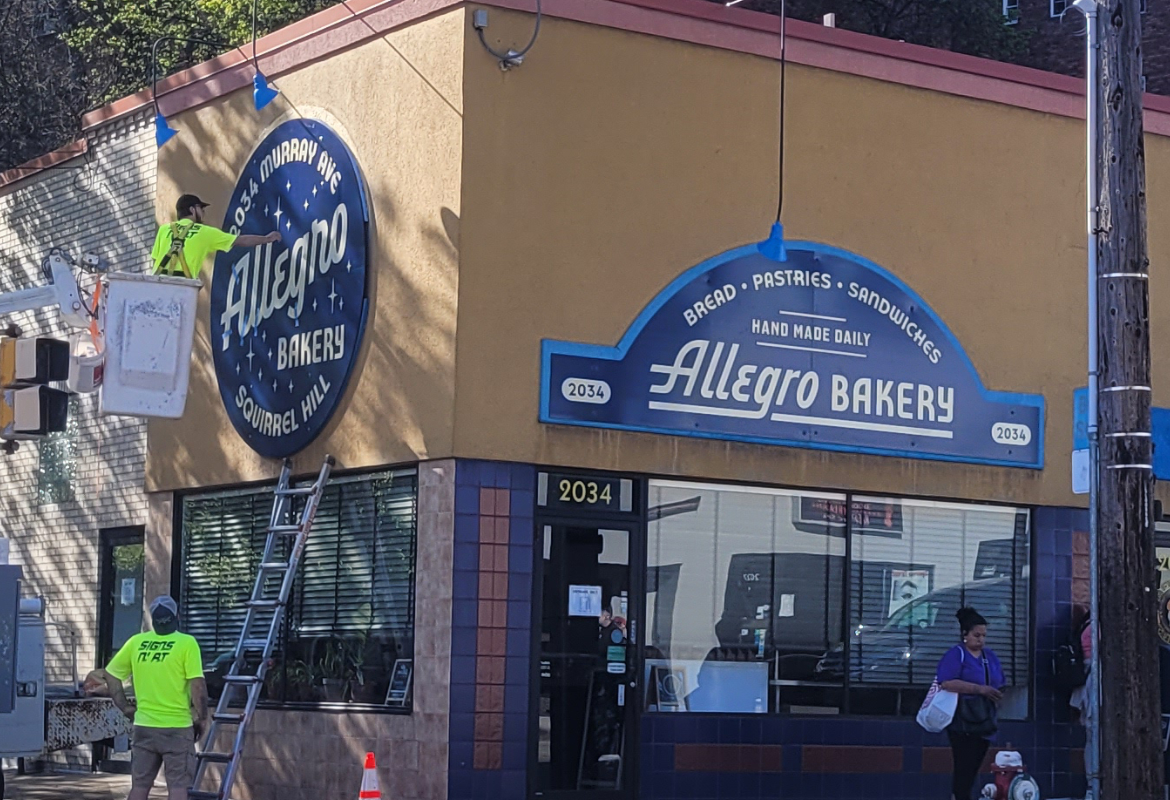 2034 MURRAY AVE
Allegro
BAKERY
SQUIRREL HILL
BREAD • PASTRIES • SANDWICHES
HAND MADE DAILY
Allegro BAKERY
2034
2034
2034
SIGNS
N' AT